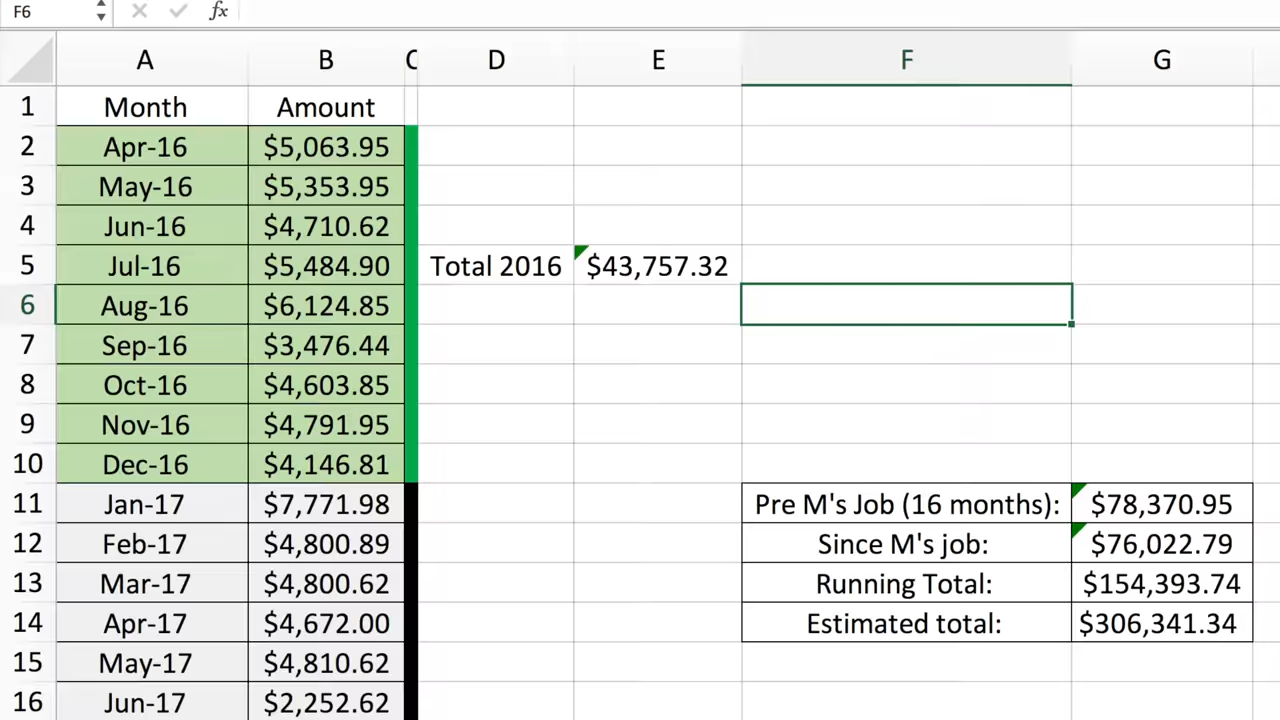 F6 fx
A B C D E F G
1 Month Amount
2 Apr-16 $5,063.95
3 May-16 $5,353.95
4 Jun-16 $4,710.62
5 Jul-16 $5,484.90 Total 2016 $43,757.32
6 Aug-16 $6,124.85
7 Sep-16 $3,476.44
8 Oct-16 $4,603.85
9 Nov-16 $4,791.95
10 Dec-16 $4,146.81
11 Jan-17 $7,771.98 Pre M's Job (16 months): $78,370.95
12 Feb-17 $4,800.89 Since M's job: $76,022.79
13 Mar-17 $4,800.62 Running Total: $154,393.74
14 Apr-17 $4,672.00 Estimated total: $306,341.34
15 May-17 $4,810.62
16 Jun-17 $2,252.62